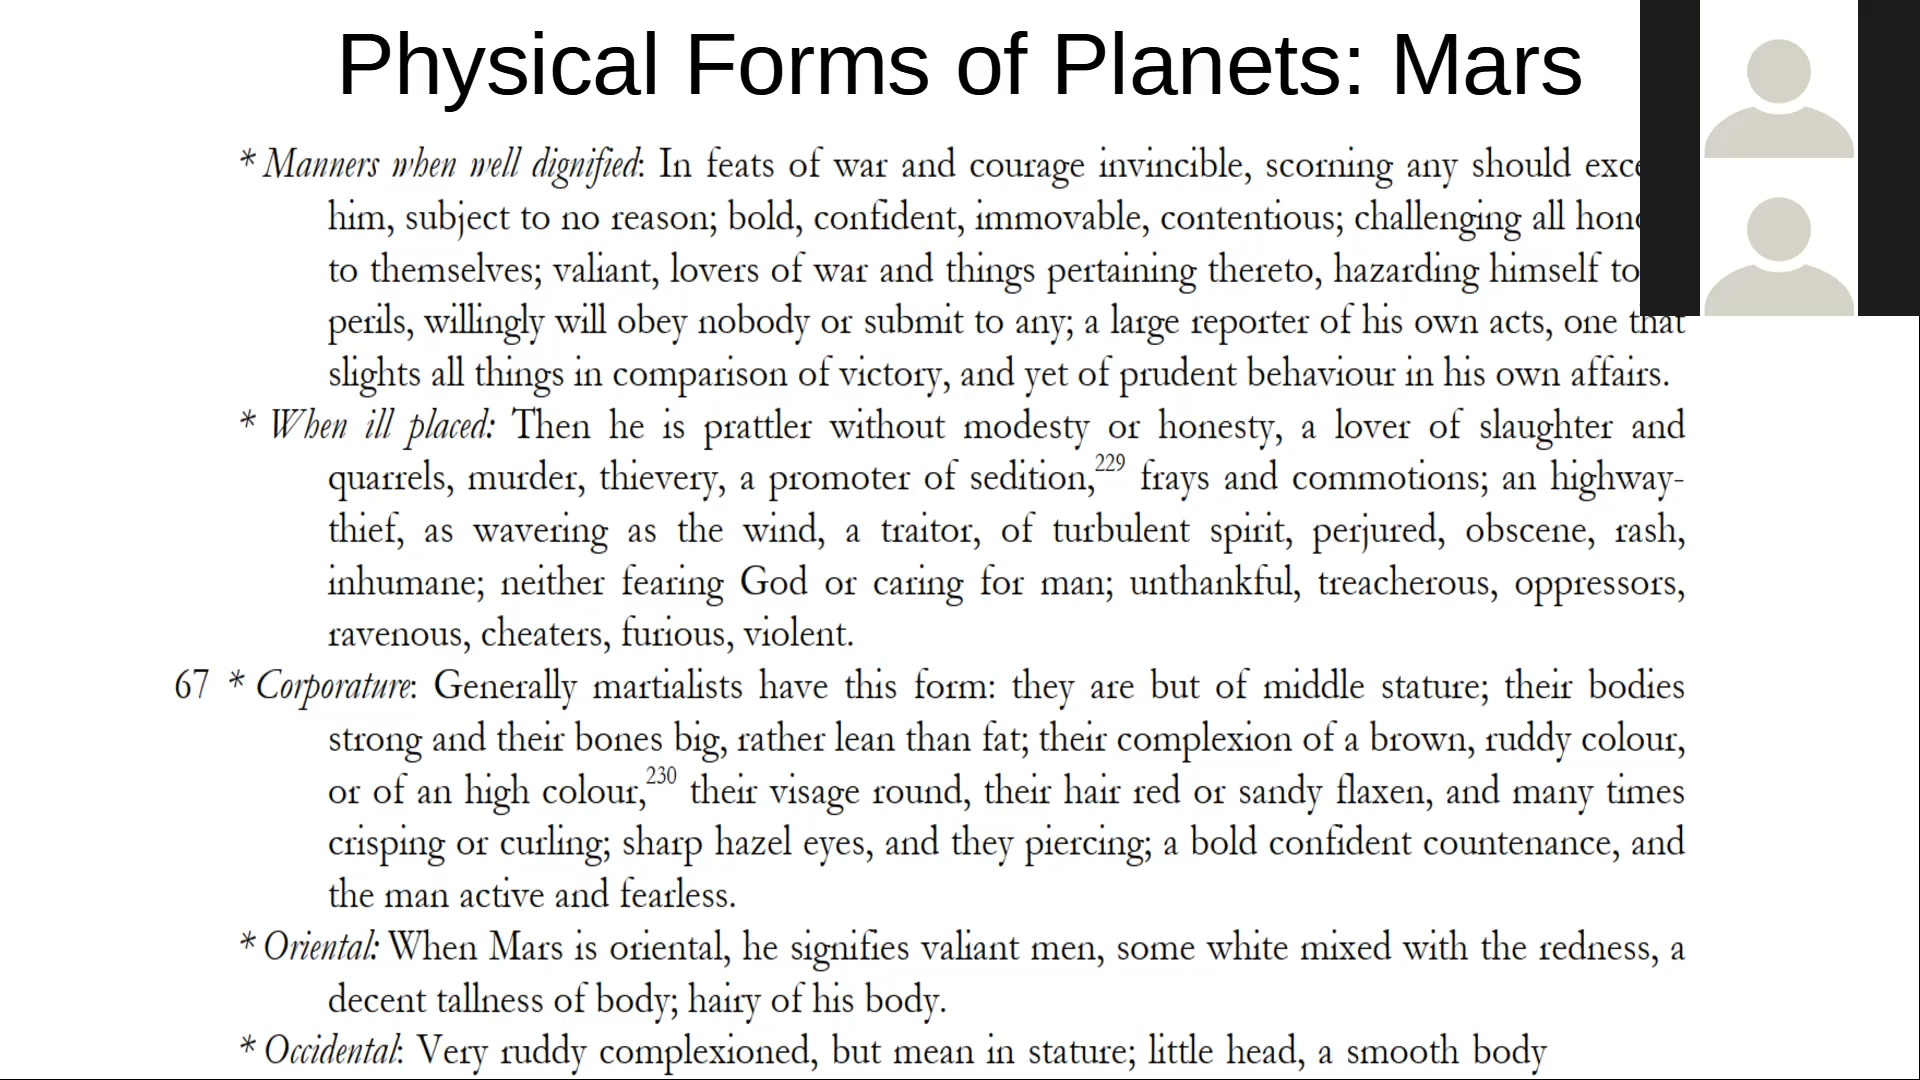 Physical Forms of Planets: Mars
* Manners when well dignified: In feats of war and courage invincible, scorning any should
him, subject to no reason; bold, confident, immovable, contentious; challenging all
to themselves; valiant, lovers of war and things pertaining thereto, hazarding himself to
perils, willingly will obey nobody or submit to any; a large reporter of his own acts, one that
slights all things in comparison of victory, and yet of prudent behaviour in his own affairs.
* When ill placed: Then he is prattler without modesty or honesty, a lover of slaughter and
quarrels, murder, thievery, a promoter of sedition,229 frays and commotions; an highway-
thief, as wavering as the wind, a traitor, of turbulent spirit, perjured, obscene, rash,
inhumane; neither fearing God or caring for man; unthankful, treacherous, oppressors,
ravenous, cheaters, furious, violent.
67 * Corporature: Generally martialists have this form: they are but of middle stature; their bodies
strong and their bones big, rather lean than fat; their complexion of a brown, ruddy colour,
or of an high colour,230 their visage round, their hair red or sandy flaxen, and many times
crisping or curling; sharp hazel eyes, and they piercing; a bold confident countenance, and
the man active and fearless.
* Oriental: When Mars is oriental, he signifies valiant men, some white mixed with the redness, a
decent tallness of body; hairy of his body.
* Occidental: Very ruddy complexioned, but mean in stature; little head, a smooth body